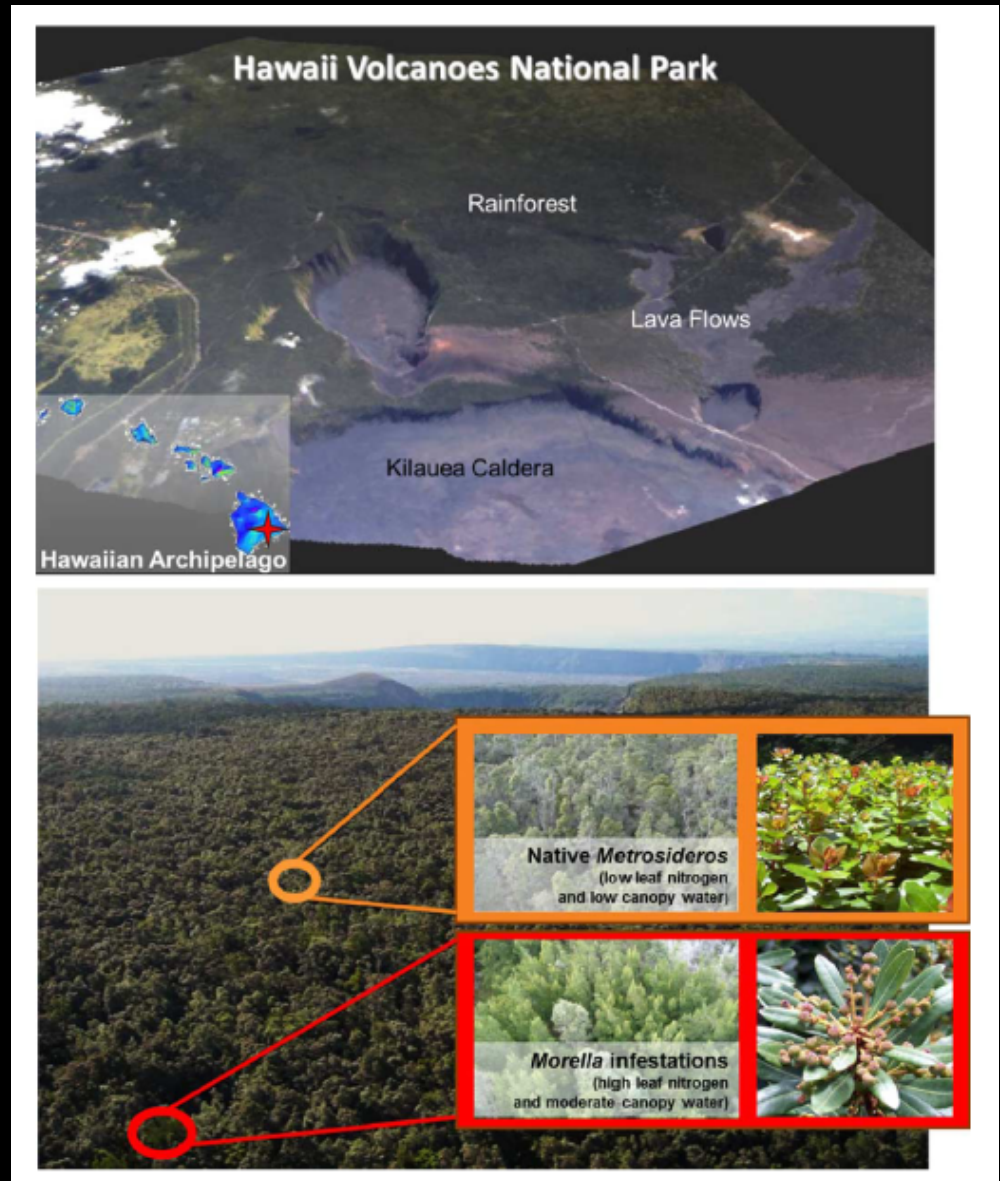 Hawaii Volcanoes National Park
Rainforest
Lava Flows
Kilauea Caldera
Hawaiian Archipelago
Native Metrosideros
(low leaf nitrogen
and low canopy water)
Morella infestations
(high leaf nitrogen
and moderate canopy water)